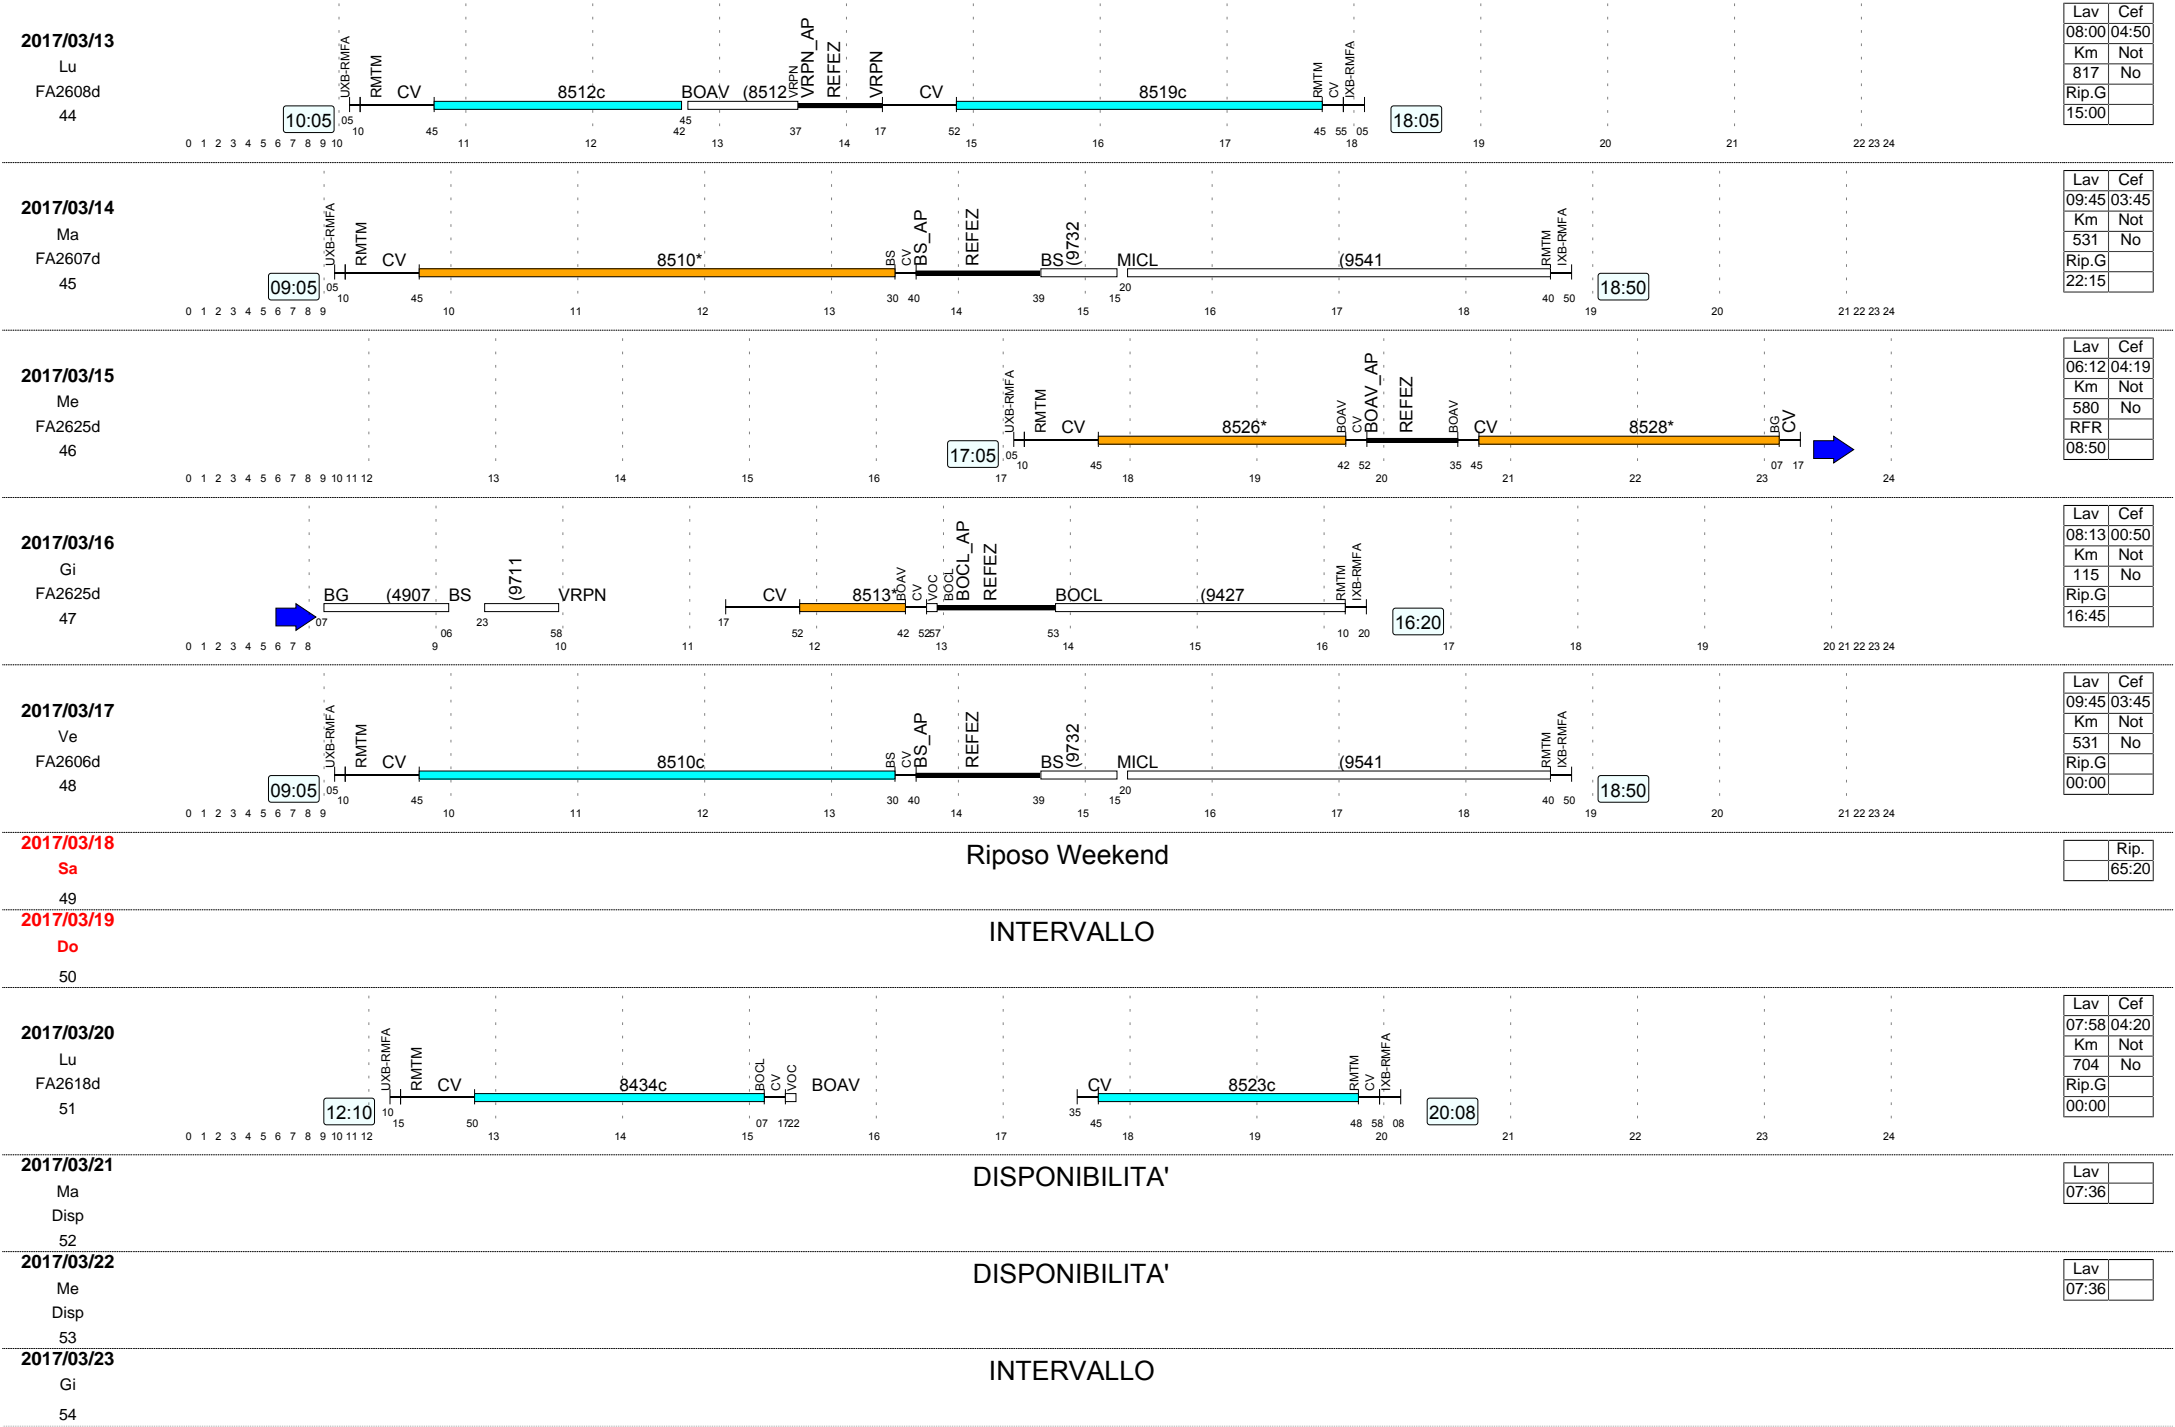 2017/03/13
Lu
FA2608d
44
10:05
UXB-RMFA RMTM CV 8512c BOAV (8512 VRPN VRPN_AP REFEZ VRPN CV 8519c RMTM CV IXB-RMFA
18:05
05 10 45 42 45 37 17 52 45 55 05
0 1 2 3 4 5 6 7 8 9 10 11 12 13 14 15 16 17 18 19 20 21 22 23 24
Lav Cef
08:00 04:50
Km Not
817 No
Rip.G
15:00
2017/03/14
Ma
FA2607d
45
09:05
UXB-RMFA RMTM CV 8510* BS CV BS_AP REFEZ BS (9732 MICL (9541 RMTM IXB-RMFA
18:50
05 10 45 30 40 39 15 20 40 50
0 1 2 3 4 5 6 7 8 9 10 11 12 13 14 15 16 17 18 19 20 21 22 23 24
Lav Cef
09:45 03:45
Km Not
531 No
Rip.G
22:15
2017/03/15
Me
FA2625d
46
17:05
UXB-RMFA RMTM CV 8526* BOAV CV BOAV_AP REFEZ BOAV CV 8528* BG CV
05 10 45 42 52 35 45 07 17
0 1 2 3 4 5 6 7 8 9 10 11 12 13 14 15 16 17 18 19 20 21 22 23 24
Lav Cef
06:12 04:19
Km Not
580 No
RFR
08:50
2017/03/16
Gi
FA2625d
47
BG (4907 BS (9711 VRPN CV 8513* BOAV CV VOC BOCL BOCL_AP REFEZ BOCL (9427 RMTM IXB-RMFA
16:20
07 06 23 58 17 52 42 52 57 53 10 20
0 1 2 3 4 5 6 7 8 9 10 11 12 13 14 15 16 17 18 19 20 21 22 23 24
Lav Cef
08:13 00:50
Km Not
115 No
Rip.G
16:45
2017/03/17
Ve
FA2606d
48
09:05
UXB-RMFA RMTM CV 8510c BS CV BS_AP REFEZ BS (9732 MICL (9541 RMTM IXB-RMFA
18:50
05 10 45 30 40 39 15 20 40 50
0 1 2 3 4 5 6 7 8 9 10 11 12 13 14 15 16 17 18 19 20 21 22 23 24
Lav Cef
09:45 03:45
Km Not
531 No
Rip.G
00:00
2017/03/18
Sa
49
Riposo Weekend
Rip.
65:20
2017/03/19
Do
50
INTERVALLO
2017/03/20
Lu
FA2618d
51
12:10
UXB-RMFA RMTM CV 8434c BOCL CV VOC BOAV CV 8523c RMTM CV IXB-RMFA
20:08
10 15 50 07 17 22 35 45 48 58 08
0 1 2 3 4 5 6 7 8 9 10 11 12 13 14 15 16 17 18 19 20 21 22 23 24
Lav Cef
07:58 04:20
Km Not
704 No
Rip.G
00:00
2017/03/21
Ma
Disp
52
DISPONIBILITA'
Lav
07:36
2017/03/22
Me
Disp
53
DISPONIBILITA'
Lav
07:36
2017/03/23
Gi
54
INTERVALLO